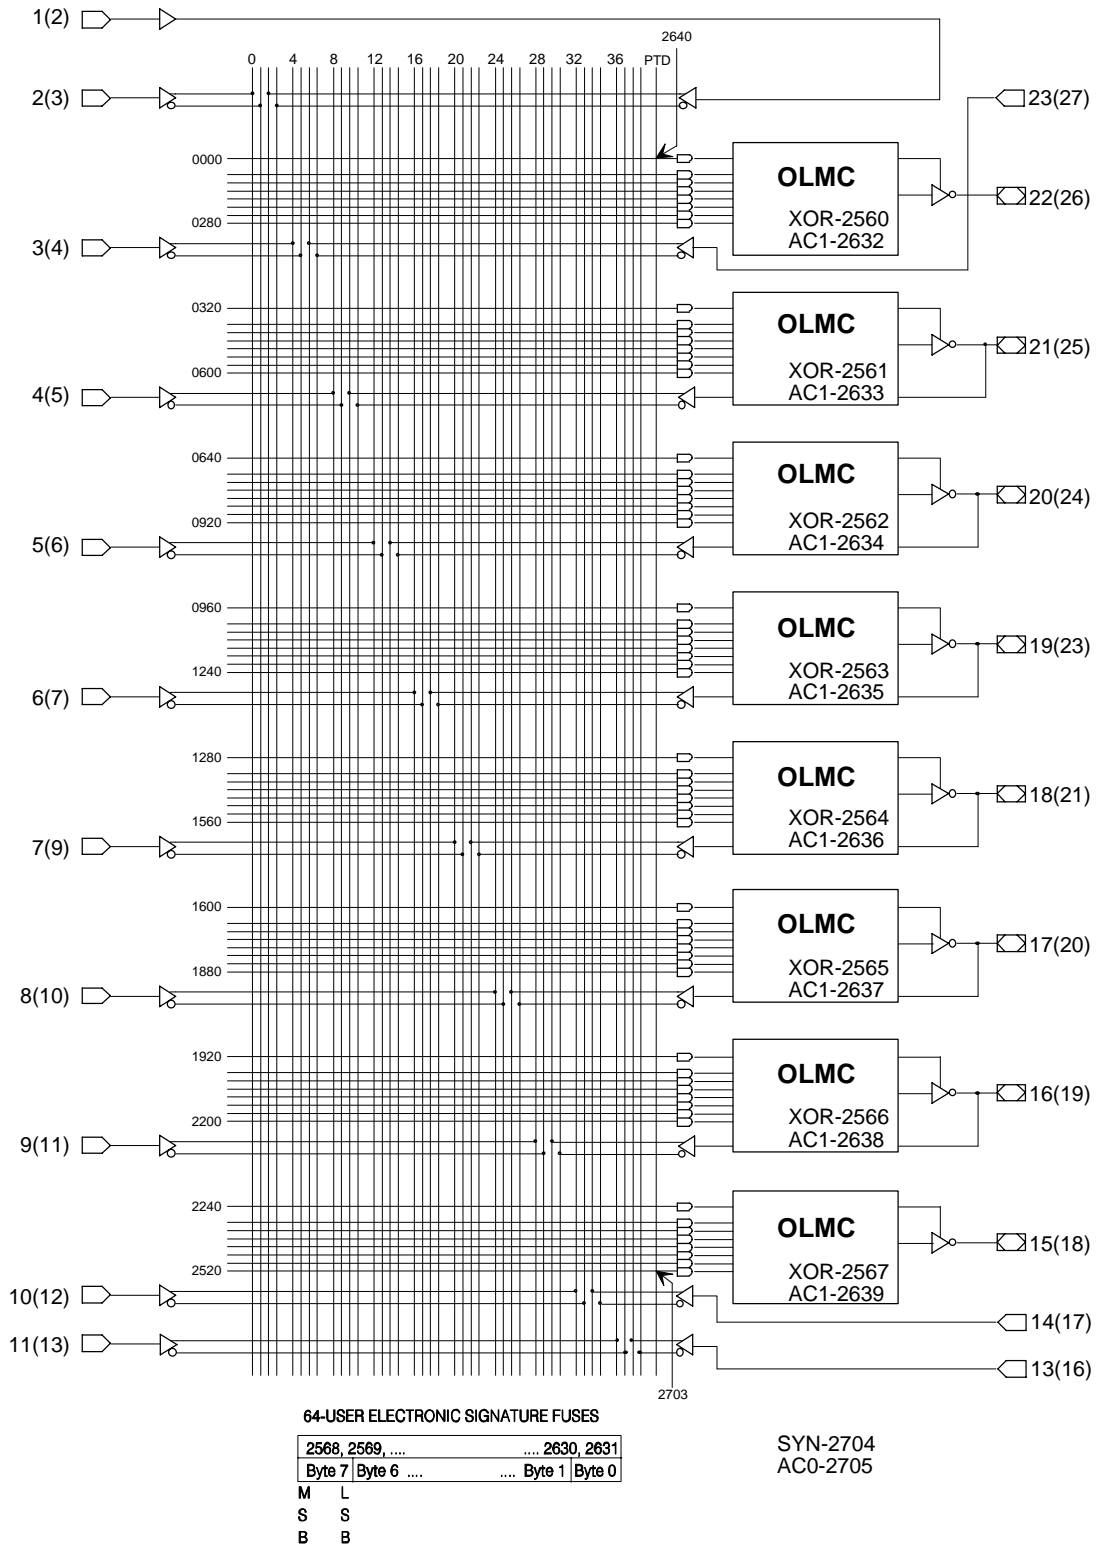 1(2)
2640
0 4 8 12 16 20 24 28 32 36 PTD
2(3)
23(27)
0000
OLMC
XOR-2560
AC1-2632
22(26)
0280
3(4)
0320
OLMC
XOR-2561
AC1-2633
21(25)
0600
4(5)
0640
OLMC
XOR-2562
AC1-2634
20(24)
0920
5(6)
0960
OLMC
XOR-2563
AC1-2635
19(23)
1240
6(7)
1280
OLMC
XOR-2564
AC1-2636
18(21)
1560
7(9)
1600
OLMC
XOR-2565
AC1-2637
17(20)
1880
8(10)
1920
OLMC
XOR-2566
AC1-2638
16(19)
2200
9(11)
2240
OLMC
XOR-2567
AC1-2639
15(18)
2520
10(12)
14(17)
11(13)
13(16)
2703
64-USER ELECTRONIC SIGNATURE FUSES
2568, 2569, .... .... 2630, 2631
Byte 7 Byte 6 .... .... Byte 1 Byte 0
M L
S S
B B
SYN-2704
AC0-2705